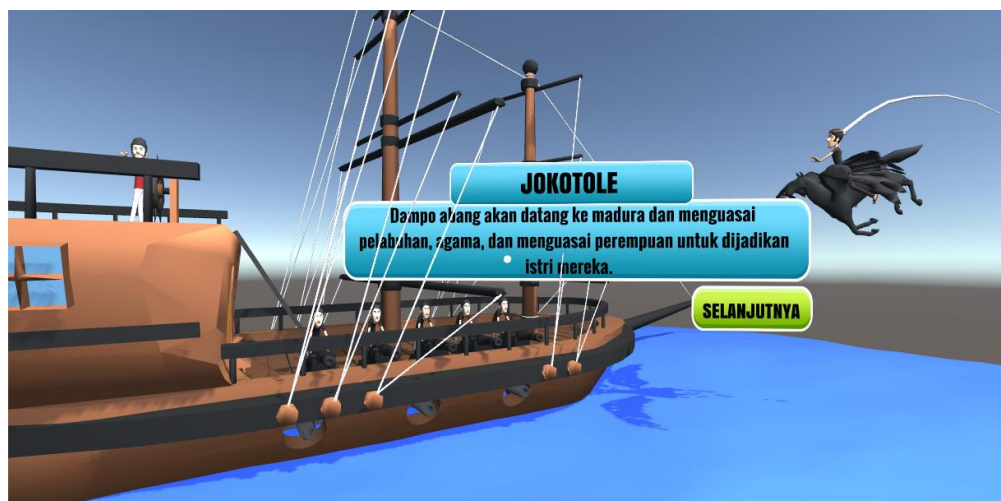 JOKOTOLE
Dampo abang akan datang ke madura dan menguasai
pelabuhan, agama, dan menguasai perempuan untuk dijadikan
istri mereka.
SELANJUTNYA